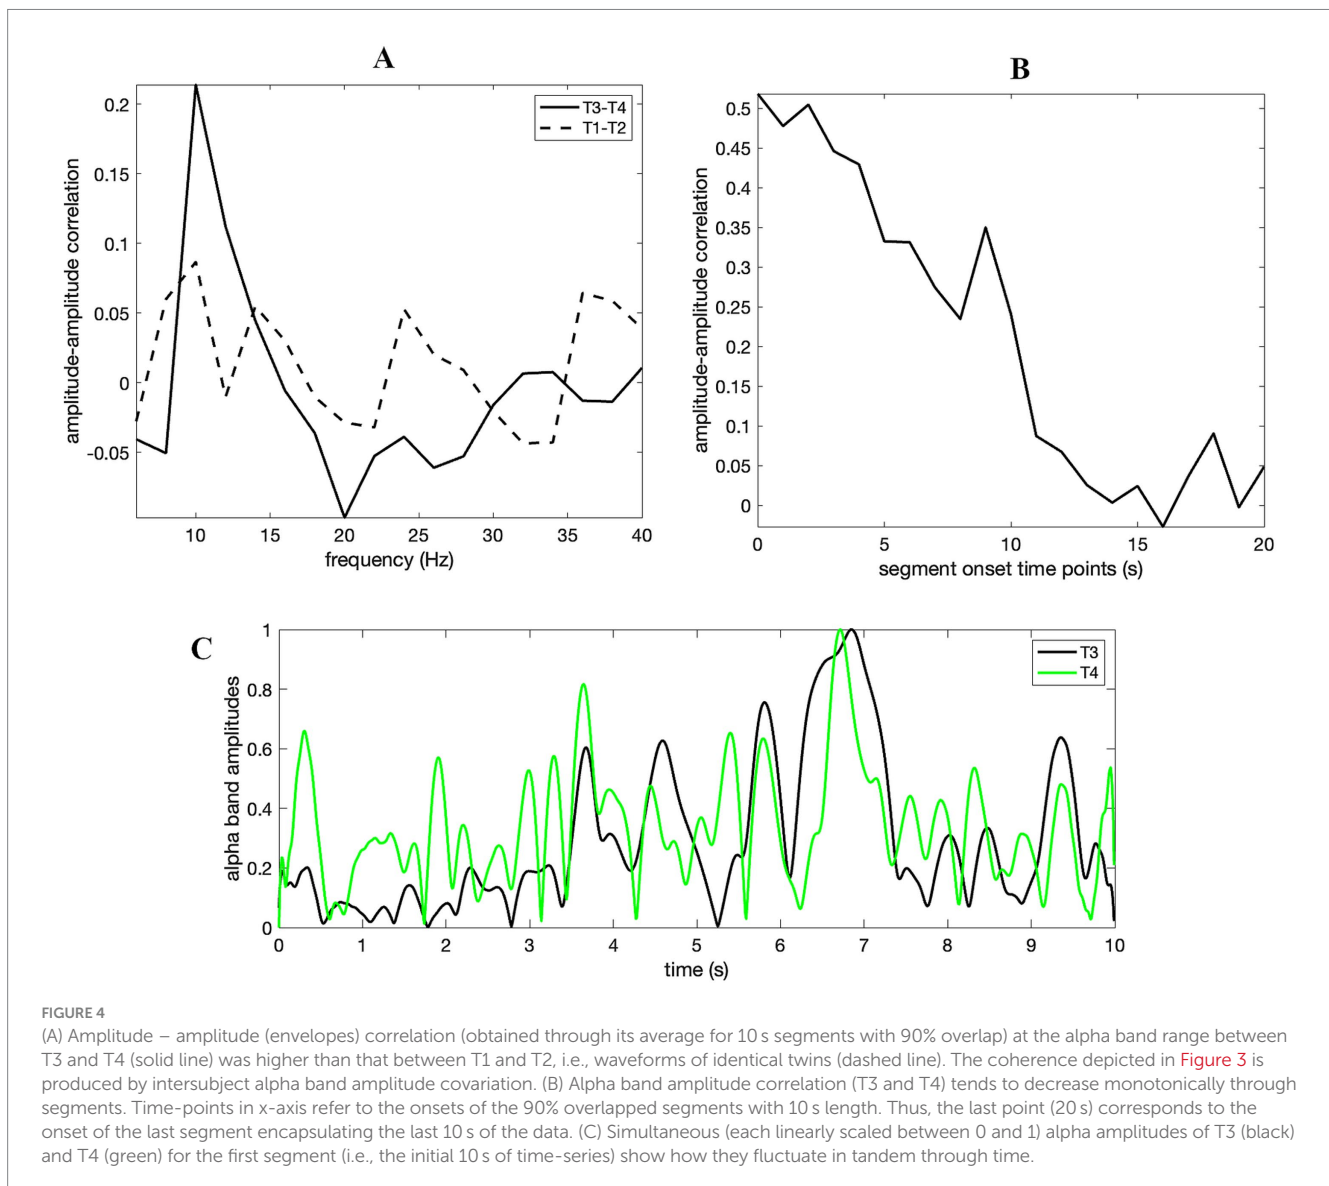 A
0.2
0.15
0.1
0.05
0
-0.05
amplitude-amplitude correlation
10
15
20
25
30
35
40
frequency (Hz)
T3-T4
T1-T2
B
0.5
0.45
0.4
0.35
0.3
0.25
0.2
0.15
0.1
0.05
0
amplitude-amplitude correlation
0
5
10
15
20
segment onset time points (s)
C
1
0.8
0.6
0.4
0.2
0
alpha band amplitudes
0
1
2
3
4
5
6
7
8
9
10
time (s)
T3
T4
FIGURE 4
(A) Amplitude – amplitude (envelopes) correlation (obtained through its average for 10 s segments with 90% overlap) at the alpha band range between
T3 and T4 (solid line) was higher than that between T1 and T2, i.e., waveforms of identical twins (dashed line). The coherence depicted in Figure 3 is
produced by intersubject alpha band amplitude covariation. (B) Alpha band amplitude correlation (T3 and T4) tends to decrease monotonically through
segments. Time-points in x-axis refer to the onsets of the 90% overlapped segments with 10 s length. Thus, the last point (20 s) corresponds to the
onset of the last segment encapsulating the last 10 s of the data. (C) Simultaneous (each linearly scaled between 0 and 1) alpha amplitudes of T3 (black)
and T4 (green) for the first segment (i.e., the initial 10 s of time-series) show how they fluctuate in tandem through time.